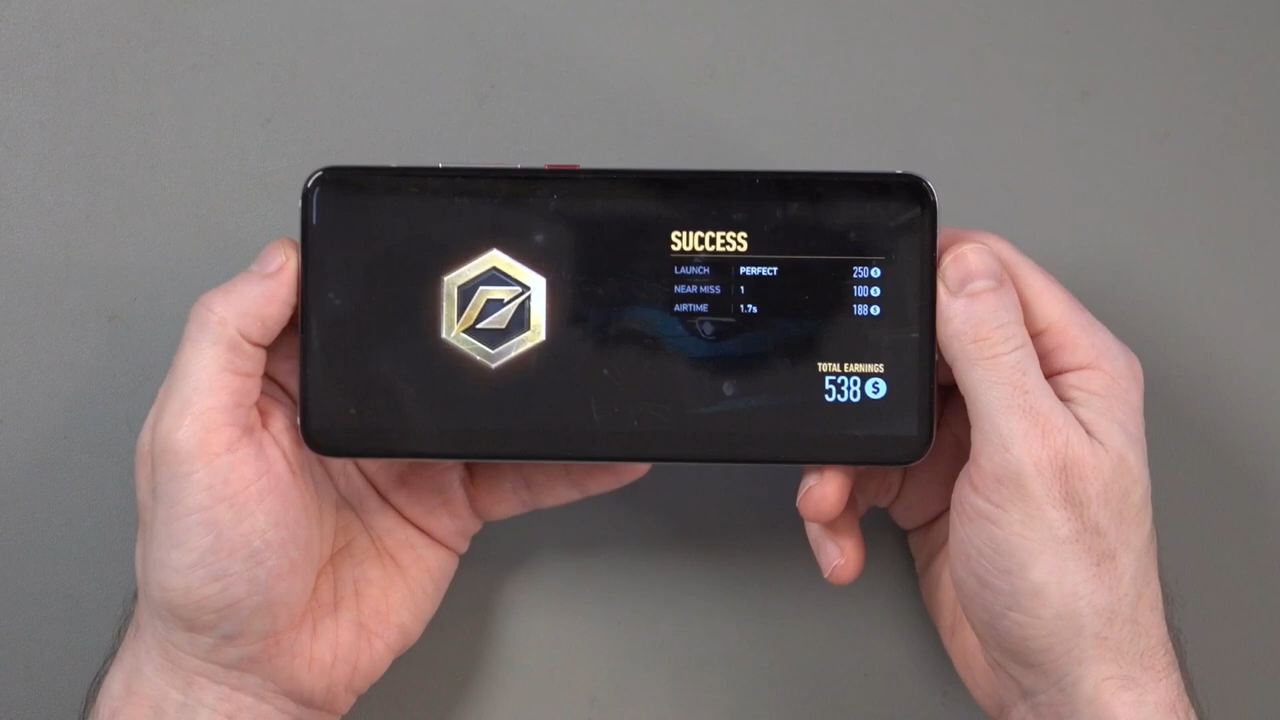 SUCCESS
LAUNCH PERFECT 250
NEAR MISS 1 100
AIRTIME 1.7s 188
TOTAL EARNINGS
538